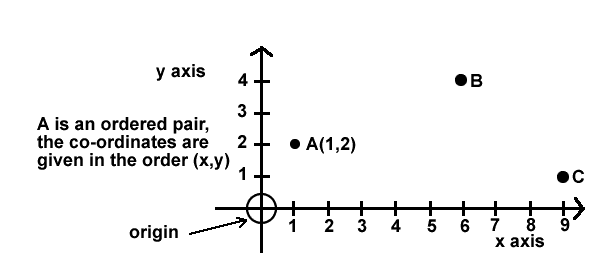 y axis
4
B
3
A is an ordered pair,
the co-ordinates are
given in the order (x,y)
2
A(1,2)
1
C
1 2 3 4 5 6 7 8 9
origin
x axis